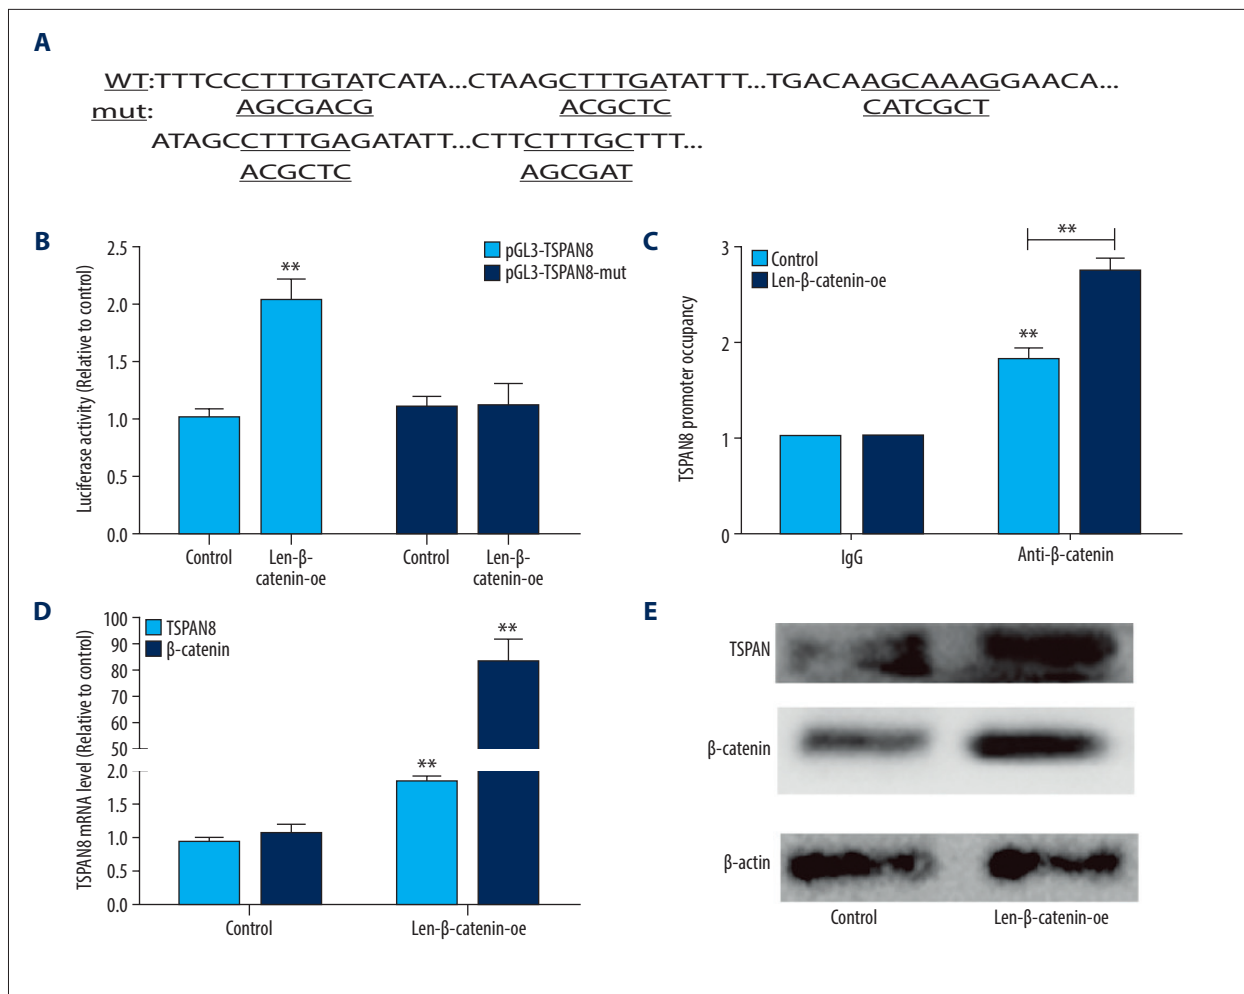 A
WT:TTTCCCTTTGTATCATA...CTAAGCTTTGATATTT...TGACAAGCAAAGGAACA...
mut: AGCGACG ACGCTC CATCGCT
ATAGCCTTTGAGATATT...CTTCTTTGCTTT...
ACGCTC AGCGAT
B
Luciferase activity (Relative to control)
2.5
2.0
1.5
1.0
0.5
0.0
**
pGL3-TSPAN8
pGL3-TSPAN8-mut
Control
Len-β-
catenin-oe
Control
Len-β-
catenin-oe
C
TSPAN8 promoter occupancy
3
2
1
0
Control
Len-β-catenin-oe
**
**
IgG
Anti-β-catenin
D
TSPAN8 mRNA level (Relative to control)
100
90
80
70
60
50
2.0
1.5
1.0
0.5
0.0
TSPAN8
β-catenin
**
**
Control
Len-β-catenin-oe
E
TSPAN
β-catenin
β-actin
Control
Len-β-catenin-oe